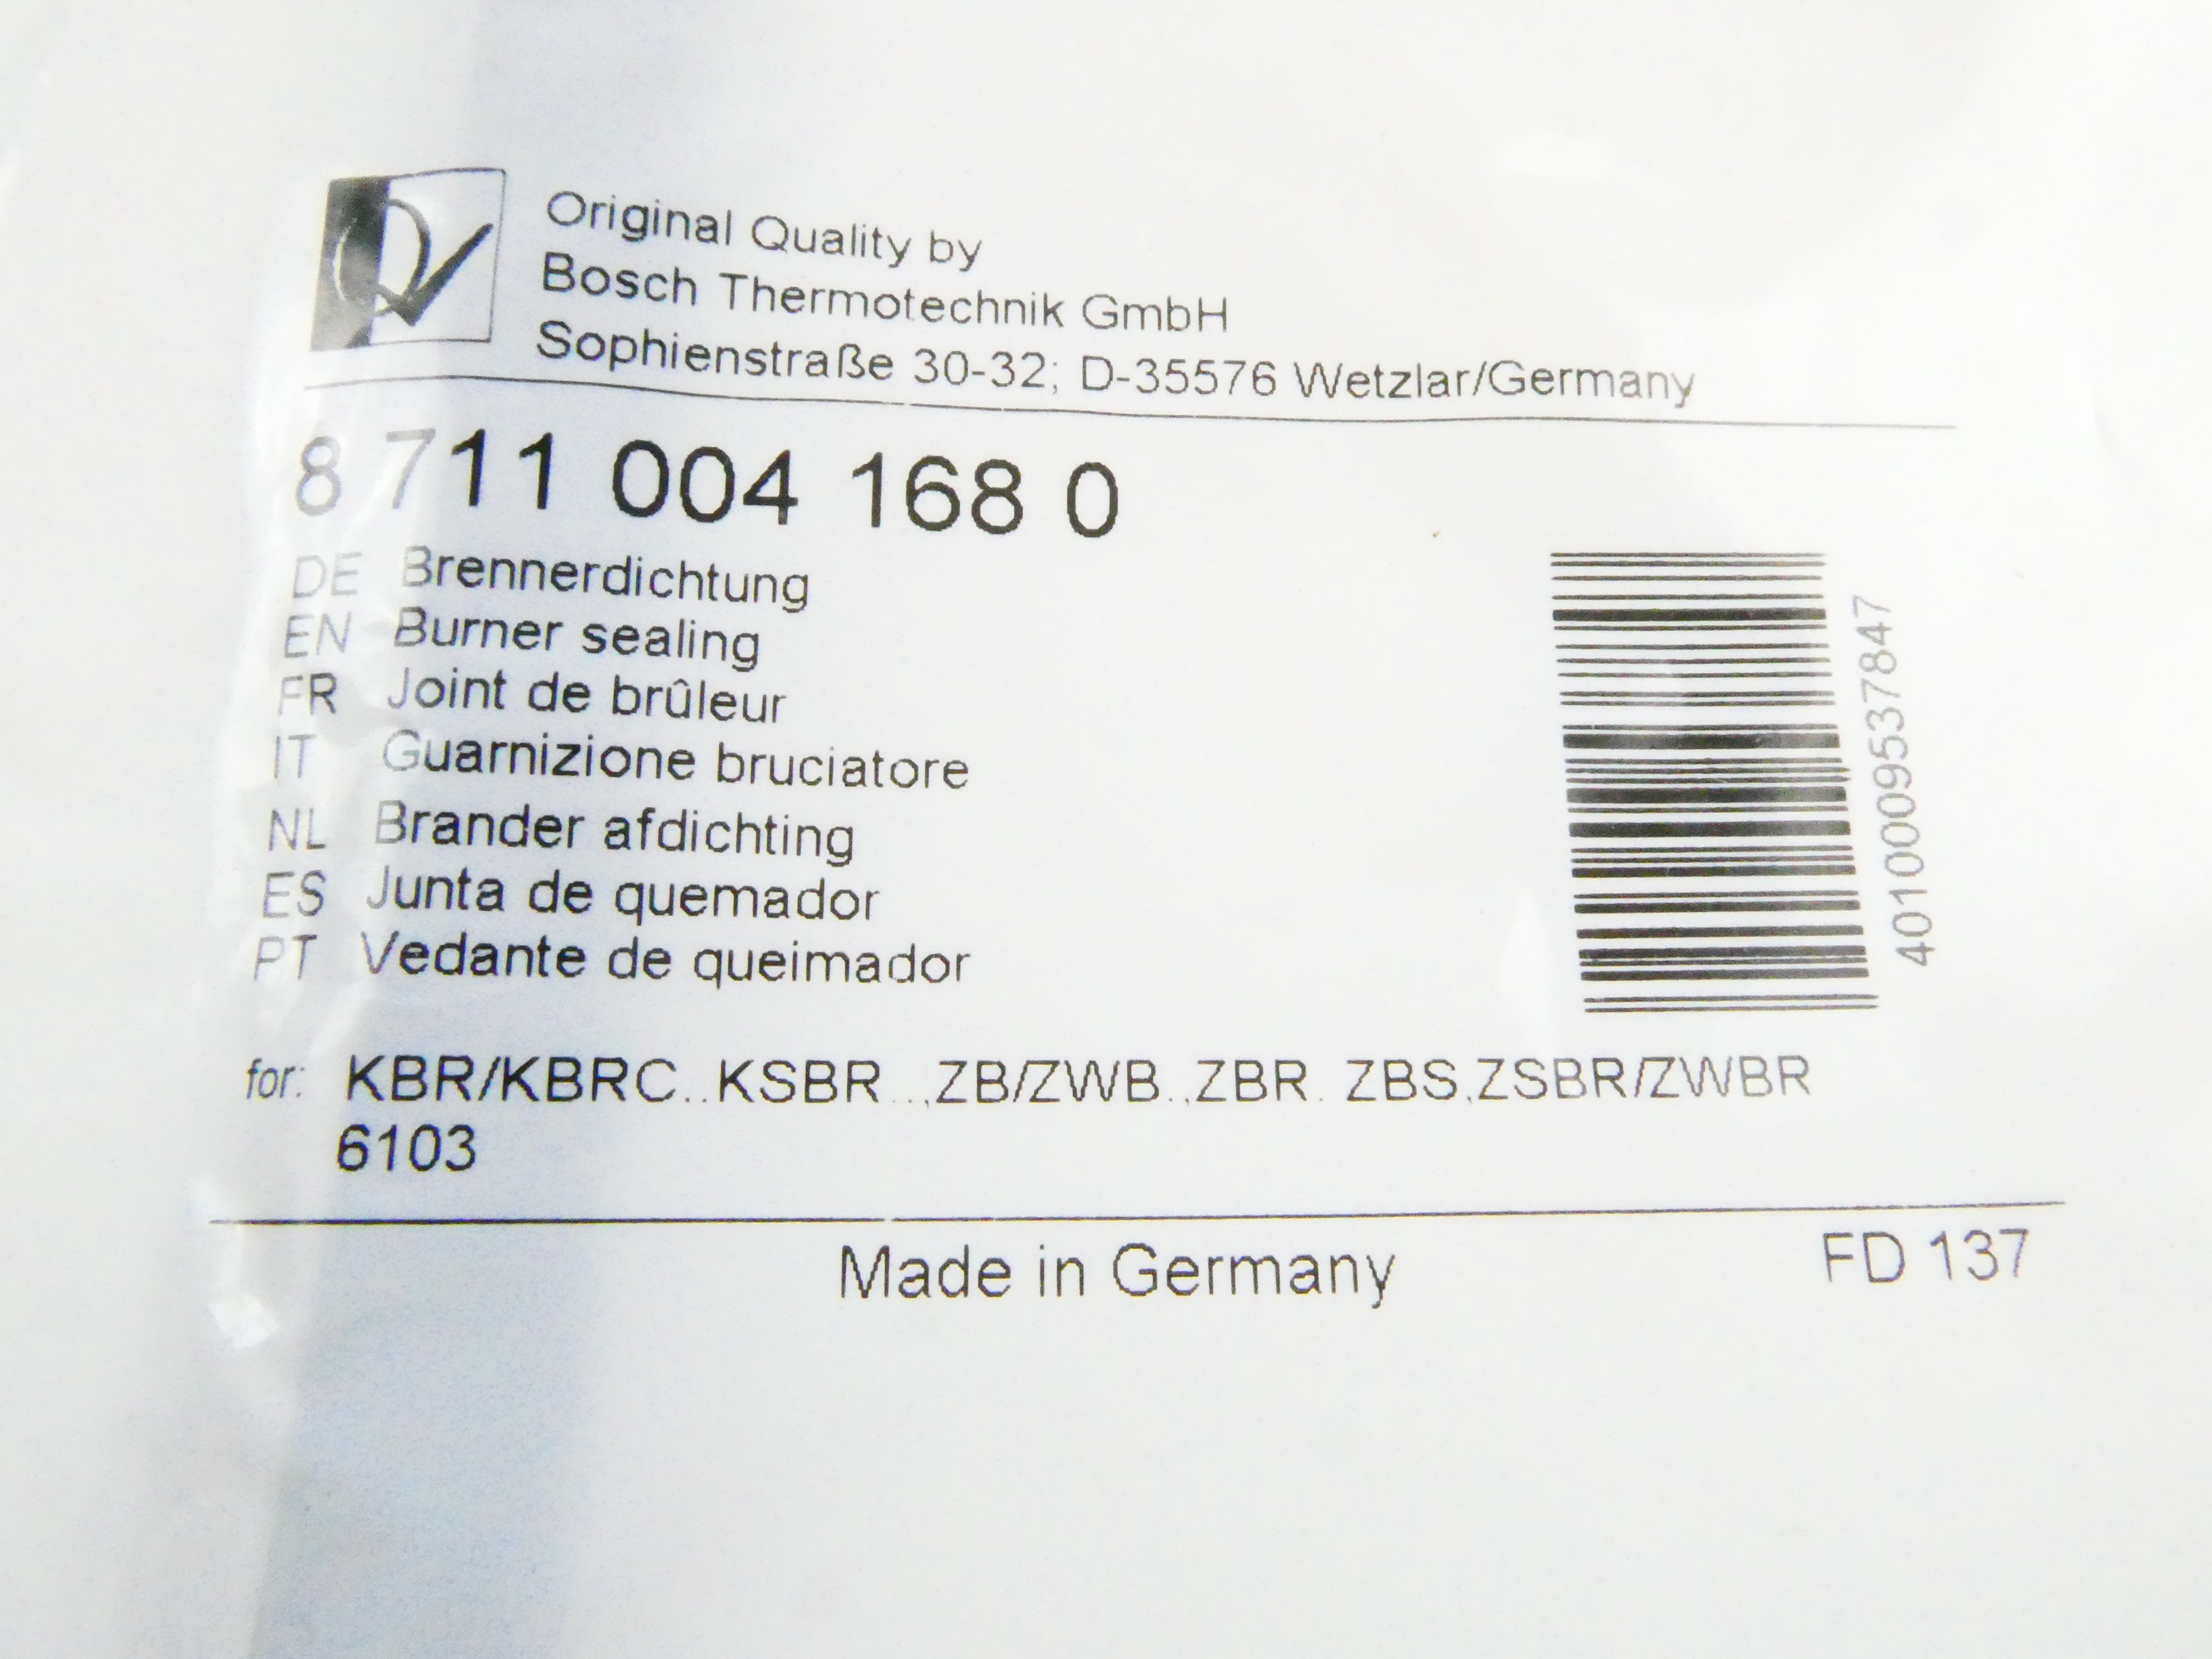 Original Quality by
Bosch Thermotechnik GmbH
Sophienstraße 30-32; D-35576 Wetzlar/Germany
8 711 004 168 0
DE Brennerdichtung
EN Burner sealing
FR Joint de brûleur
IT Guarnizione bruciatore
NL Brander afdichting
ES Junta de quemador
PT Vedante de queimador
4010009537847
for: KBR/KBRC..KSBR...,ZB/ZWB..,ZBR. ZBS,ZSBR/ZWBR
6103
Made in Germany
FD 137